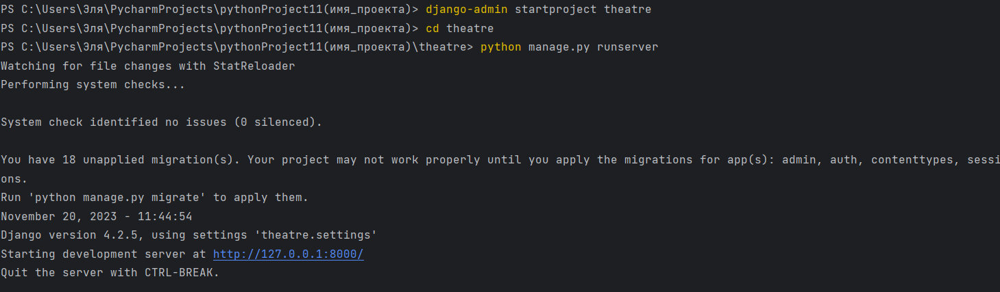 PS C:\Users\Эля\PycharmProjects\pythonProject11(имя_проекта)> django-admin startproject theatre
PS C:\Users\Эля\PycharmProjects\pythonProject11(имя_проекта)> cd theatre
PS C:\Users\Эля\PycharmProjects\pythonProject11(имя_проекта)\theatre> python manage.py runserver
Watching for file changes with StatReloader
Performing system checks...
System check identified no issues (0 silenced).
You have 18 unapplied migration(s). Your project may not work properly until you apply the migrations for app(s): admin, auth, contenttypes, sessi
ons.
Run 'python manage.py migrate' to apply them.
November 20, 2023 - 11:44:54
Django version 4.2.5, using settings 'theatre.settings'
Starting development server at http://127.0.0.1:8000/
Quit the server with CTRL-BREAK.